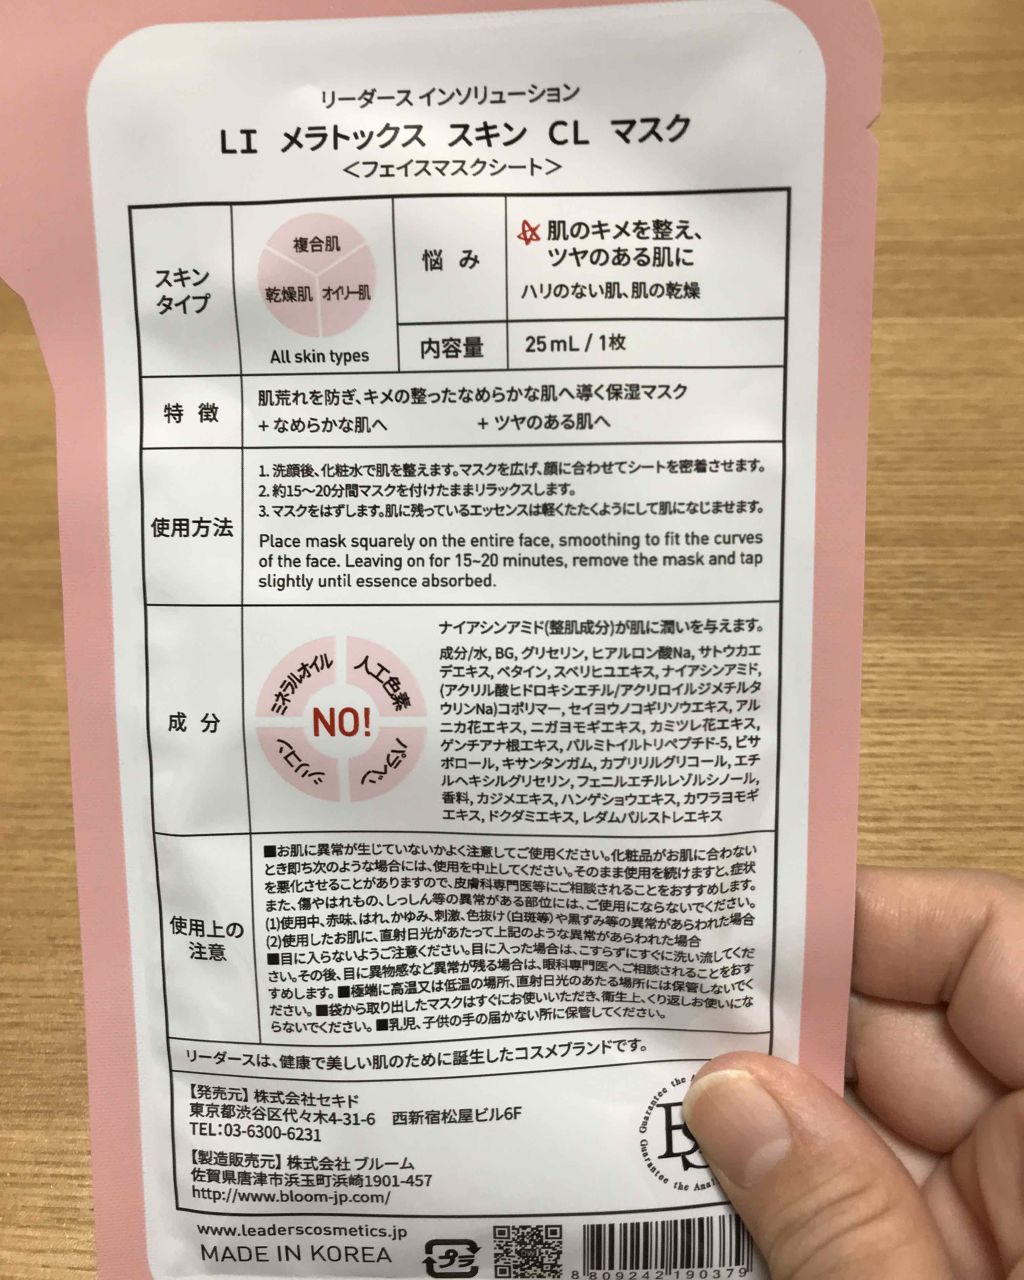 リーダース インソリューション
LI メラトックス スキン CL マスク
＜フェイスマスクシート＞
スキン
タイプ
複合肌
乾燥肌
オイリー肌
All skin types
悩み
肌のキメを整え、
ツヤのある肌に
ハリのない肌、肌の乾燥
内容量
25mL / 1枚
特徴
肌荒れを防ぎ、キメの整ったなめらかな肌へ導く保湿マスク
+ なめらかな肌へ + ツヤのある肌へ
使用方法
1. 洗顔後、化粧水で肌を整えます。マスクを広げ、顔に合わせてシートを密着させます。
2. 約15～20分間マスクを付けたままリラックスします。
3. マスクをはずします。肌に残っているエッセンスは軽くたたくようにして肌になじませます。
Place mask squarely on the entire face, smoothing to fit the curves
of the face. Leaving on for 15~20 minutes, remove the mask and tap
slightly until essence absorbed.
成分
ミネラルオイル
人工色素
NO!
シリコン
パラベン
ナイアシンアミド(整肌成分)が肌に潤いを与えます。
成分/水, BG, グリセリン, ヒアルロン酸Na, サトウカエ
デエキス, ベタイン, スベリヒユエキス, ナイアシンアミド,
(アクリル酸ヒドロキシエチル/アクリロイルジメチルタ
ウリンNa)コポリマー, セイヨウノコギリソウエキス, アル
ニカ花エキス, ニガヨモギエキス, カミツレ花エキス,
ゲンチアナ根エキス, パルミトイルトリペプチド-5, ビサ
ボロール, キサンタンガム, カプリリルグリコール, エチ
ルヘキシルグリセリン, フェニルエチルレゾルシノール,
香料, カジメエキス, ハンゲショウエキス, カワラヨモギ
エキス, ドクダミエキス, レダムパルストレエキス
使用上の
注意
■お肌に異常が生じていないかよく注意してご使用ください。化粧品がお肌に合わない
とき即ち次のような場合には、使用を中止してください。そのまま使用を続けますと、症状
を悪化させることがありますので、皮膚科専門医等にご相談されることをおすすめします。
また、傷やはれもの、しっしん等の異常がある部位には、ご使用にならないでください。
(1)使用中、赤味、はれ、かゆみ、刺激、色抜け(白斑等)や黒ずみ等の異常があらわれた場合
(2)使用したお肌に、直射日光があたって上記のような異常があらわれた場合
■目に入らないようご注意ください。目に入った場合は、こすらずにすぐに洗い流してくだ
さい。その後、目に異物感など異常が残る場合は、眼科専門医へご相談されることをおす
すめします。■極端に高温又は低温の場所、直射日光のあたる場所には保管しないでく
ださい。■袋から取り出したマスクはすぐにお使いいただき、衛生上、くり返しお使いにな
らないでください。■乳児、子供の手の届かない所に保管してください。
リーダースは、健康で美しい肌のために誕生したコスメブランドです。
【発売元】株式会社セキド
東京都渋谷区代々木4-31-6 西新宿松屋ビル6F
TEL:03-6300-6231
【製造販売元】株式会社 ブルーム
佐賀県唐津市浜玉町浜崎1901-457
http://www.bloom-jp.com/
Guarantee the
Guarantee the
www.leaderscosmetics.jp
MADE IN KOREA
プラ
8 809242 190379